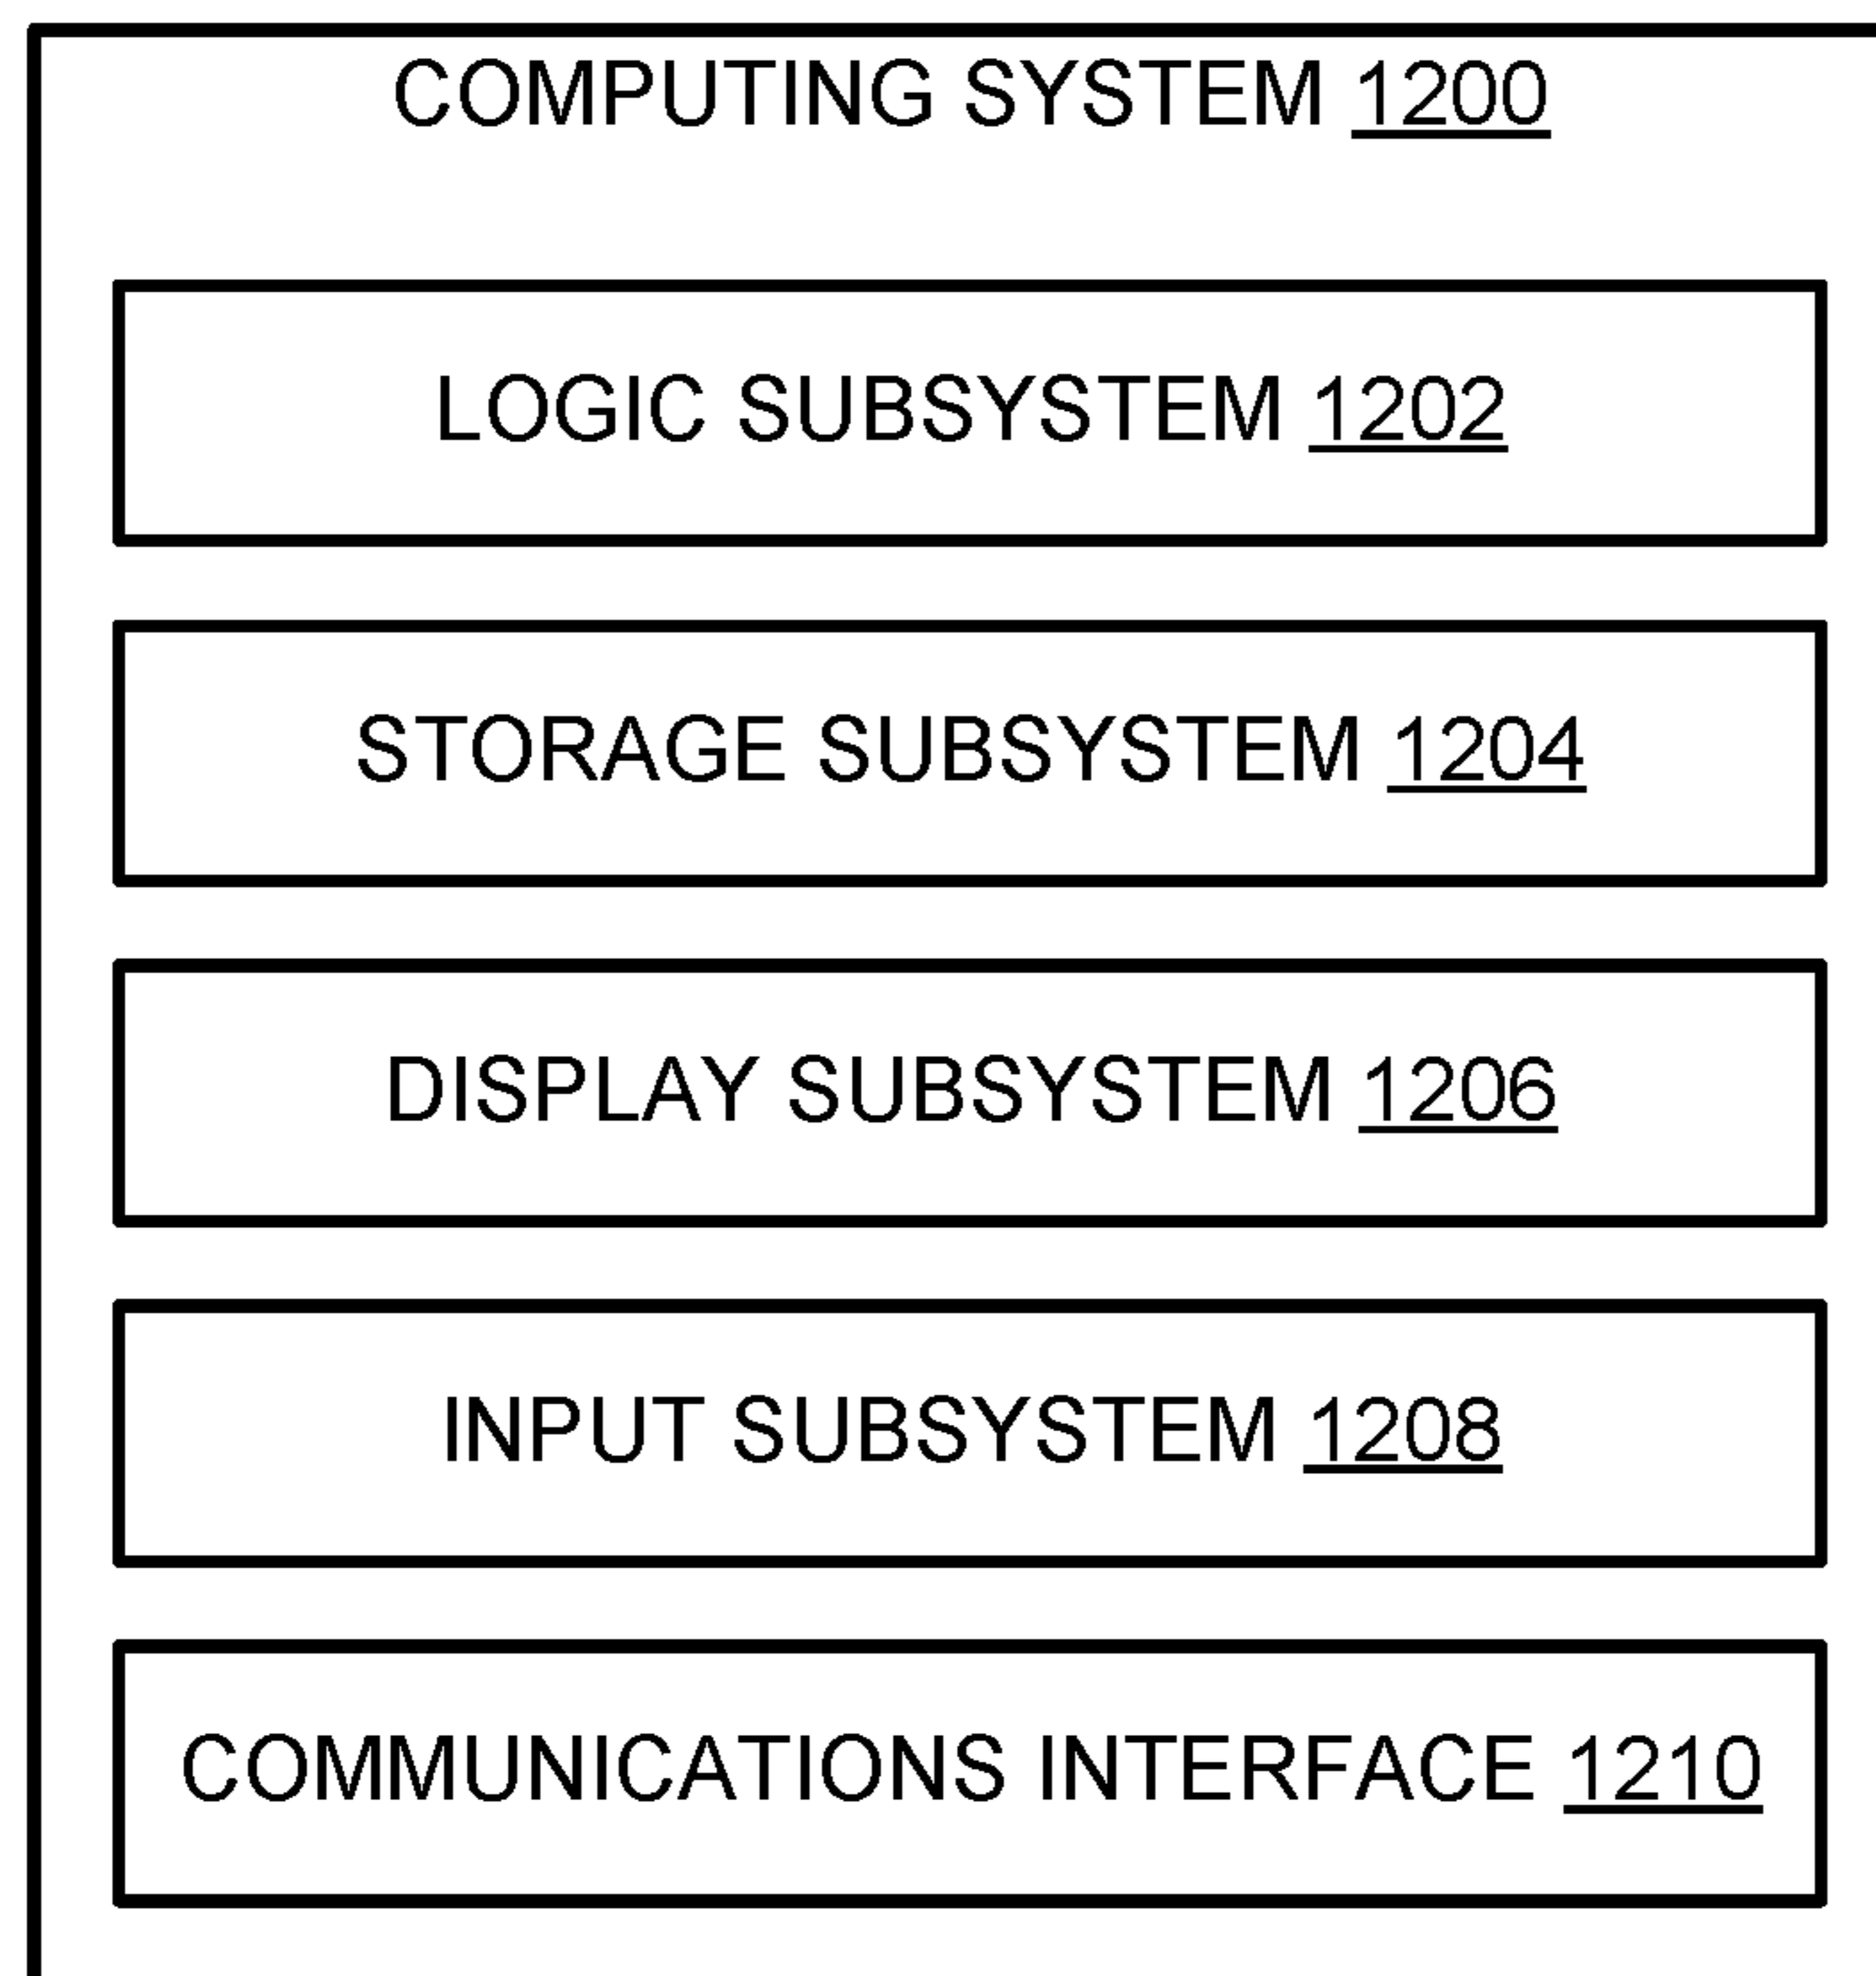 COMPUTING SYSTEM 1200
LOGIC SUBSYSTEM 1202
STORAGE SUBSYSTEM 1204
DISPLAY SUBSYSTEM 1206
INPUT SUBSYSTEM 1208
COMMUNICATIONS INTERFACE 1210